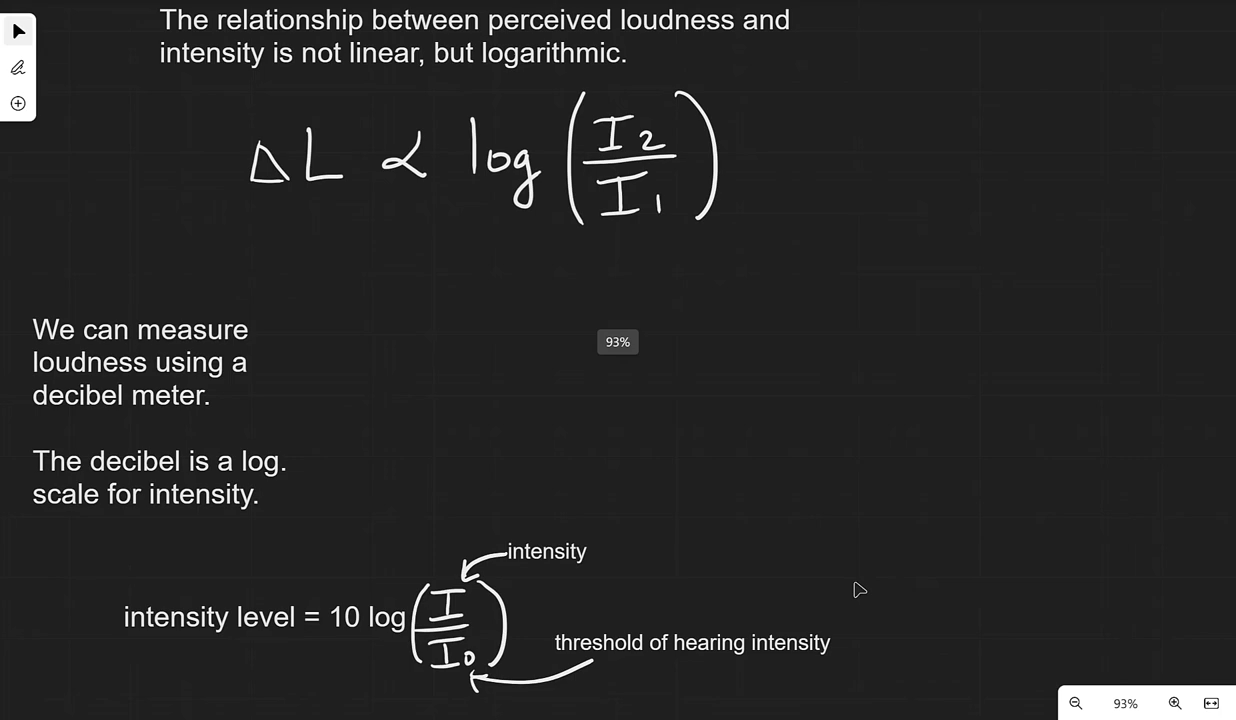 The relationship between perceived loudness and
intensity is not linear, but logarithmic.
ΔL ∝ log (I₂/I₁)
We can measure
loudness using a
decibel meter.
93%
The decibel is a log.
scale for intensity.
intensity
intensity level = 10 log (I/I₀)
threshold of hearing intensity
93%